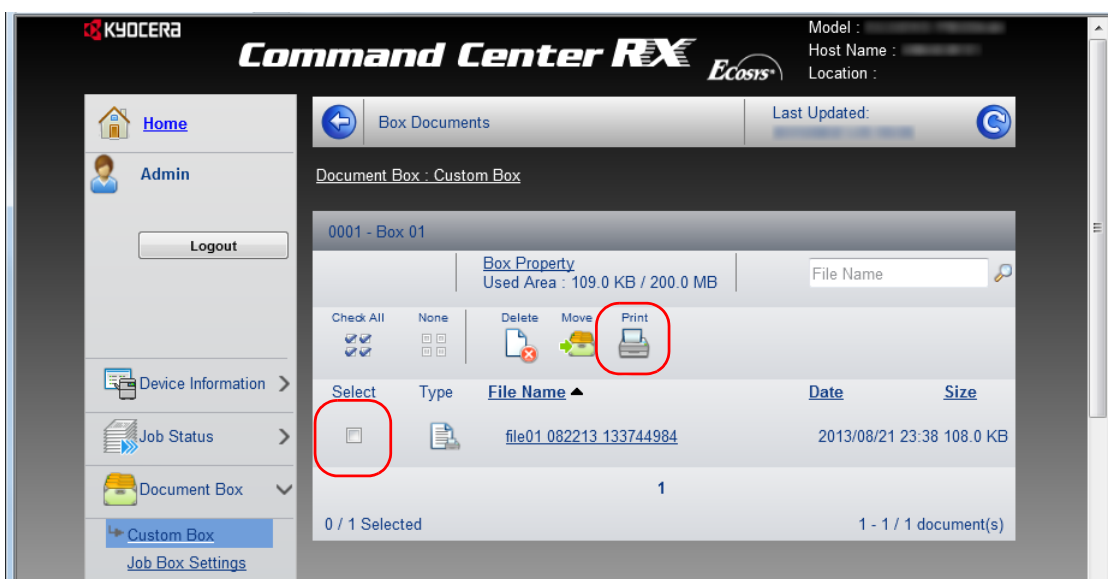 KYOCERA
Command Center RX
Ecosys
Model :
Host Name :
Location :
Home
Admin
Logout
Device Information
Job Status
Document Box
Custom Box
Job Box Settings
Box Documents
Last Updated:
Document Box : Custom Box
0001 - Box 01
Box Property
Used Area : 109.0 KB / 200.0 MB
File Name
Check All None Delete Move Print
Select Type File Name Date Size
file01 082213 133744984 2013/08/21 23:38 108.0 KB
1
0 / 1 Selected 1 - 1 / 1 document(s)